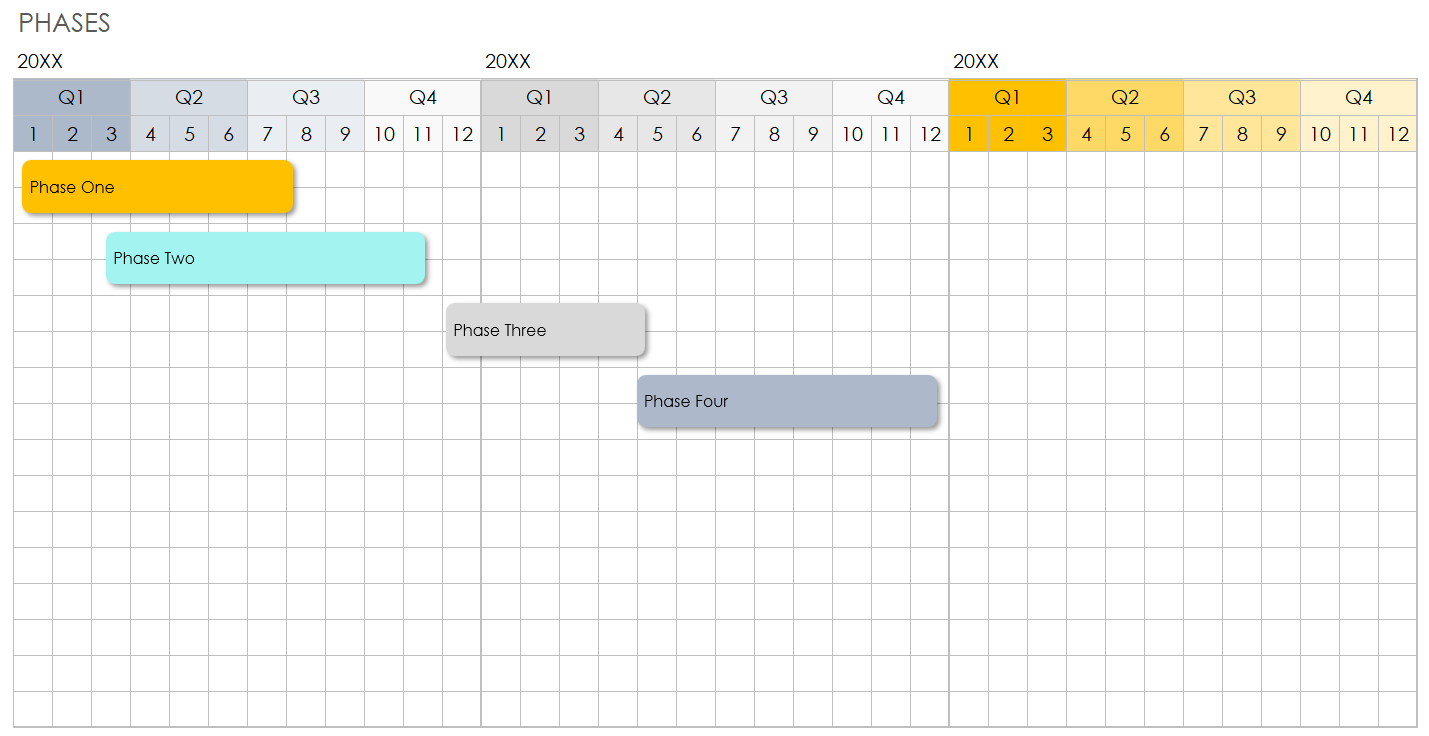 PHASES
20XX 20XX 20XX
Q1 Q2 Q3 Q4 Q1 Q2 Q3 Q4 Q1 Q2 Q3 Q4
1 2 3 4 5 6 7 8 9 10 11 12 1 2 3 4 5 6 7 8 9 10 11 12 1 2 3 4 5 6 7 8 9 10 11 12
Phase One
Phase Two
Phase Three
Phase Four